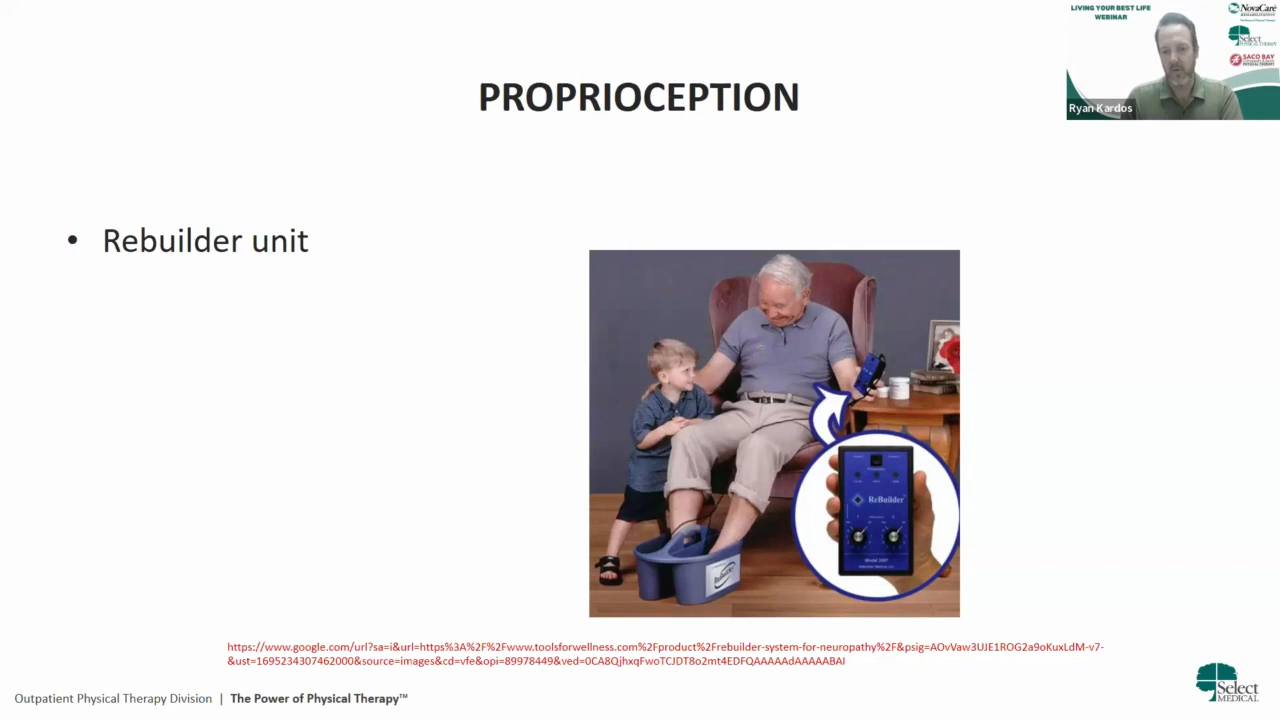 LIVING YOUR BEST LIFE
WEBINAR
NovaCare
REHABILITATION
Select
PHYSICAL THERAPY
SACO BAY
PHYSICAL THERAPY
Ryan Kardos
PROPRIOCEPTION
• Rebuilder unit
ReBuilder
ReBuilder
https://www.google.com/url?sa=i&url=https%3A%2F%2Fwww.toolsforwellness.com%2Fproduct%2Frebuilder-system-for-neuropathy%2F&psig=AOvVaw3UJE1ROG2a9oKuxLdM-v7-
&ust=1695234307462000&source=images&cd=vfe&opi=89978449&ved=0CA8QjhxqFwoTCJDT8o2mt4EDFQAAAAAdAAAAABAI
Outpatient Physical Therapy Division | The Power of Physical Therapy™
Select
MEDICAL